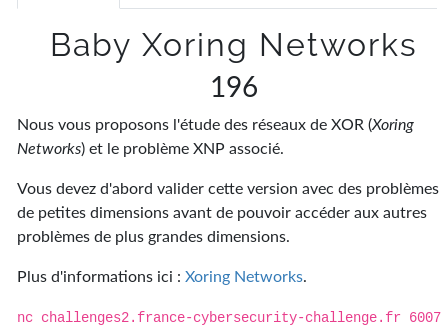 Baby Xoring Networks
196
Nous vous proposons l'étude des réseaux de XOR (Xoring
Networks) et le problème XNP associé.
Vous devez d'abord valider cette version avec des problèmes
de petites dimensions avant de pouvoir accéder aux autres
problèmes de plus grandes dimensions.
Plus d'informations ici : Xoring Networks.
nc challenges2.france-cybersecurity-challenge.fr 6007